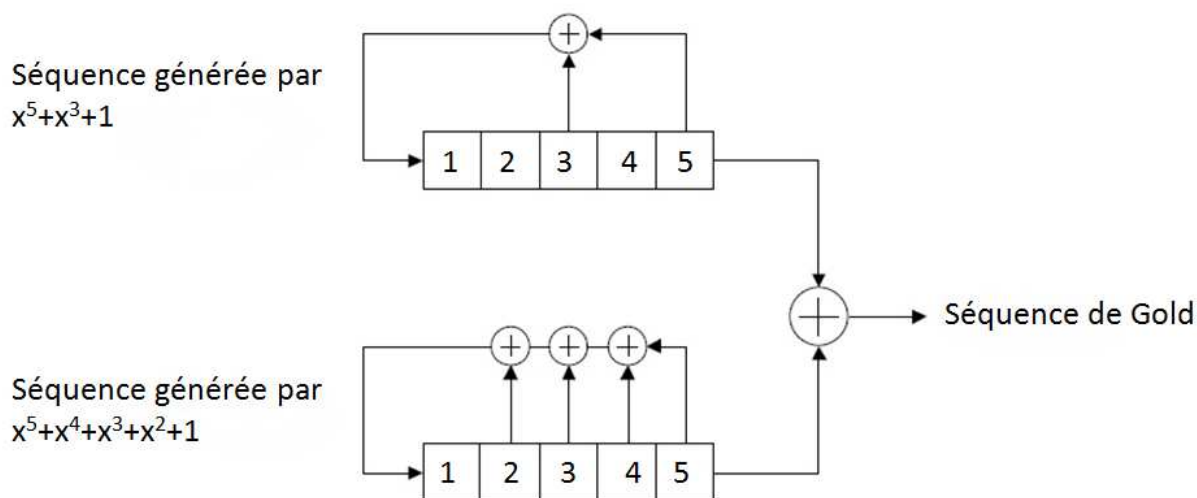 Séquence générée par
x⁵+x³+1
1 2 3 4 5
Séquence de Gold
Séquence générée par
x⁵+x⁴+x³+x²+1
1 2 3 4 5